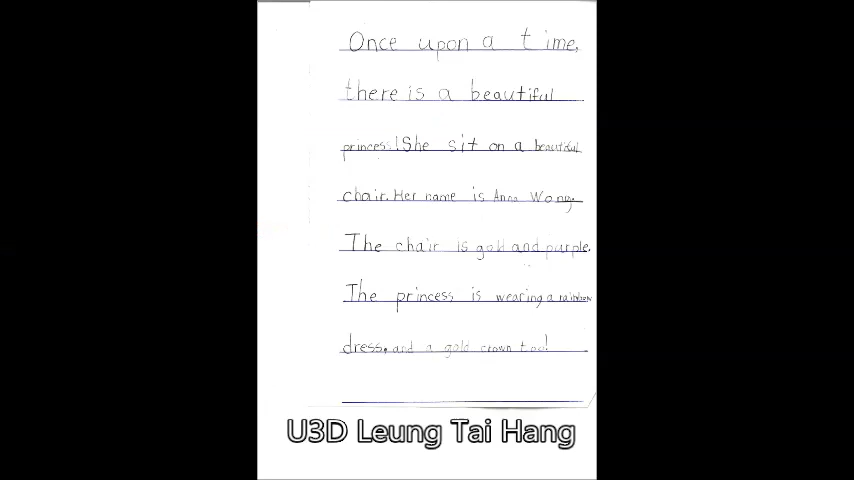 Once upon a time,
there is a beautiful
princess! She sit on a beautiful
chair. Her name is Anna Wong.
The chair is gold and purple.
The princess is wearing a rainbow
dress. and a gold crown too!
U3D Leung Tai Hang